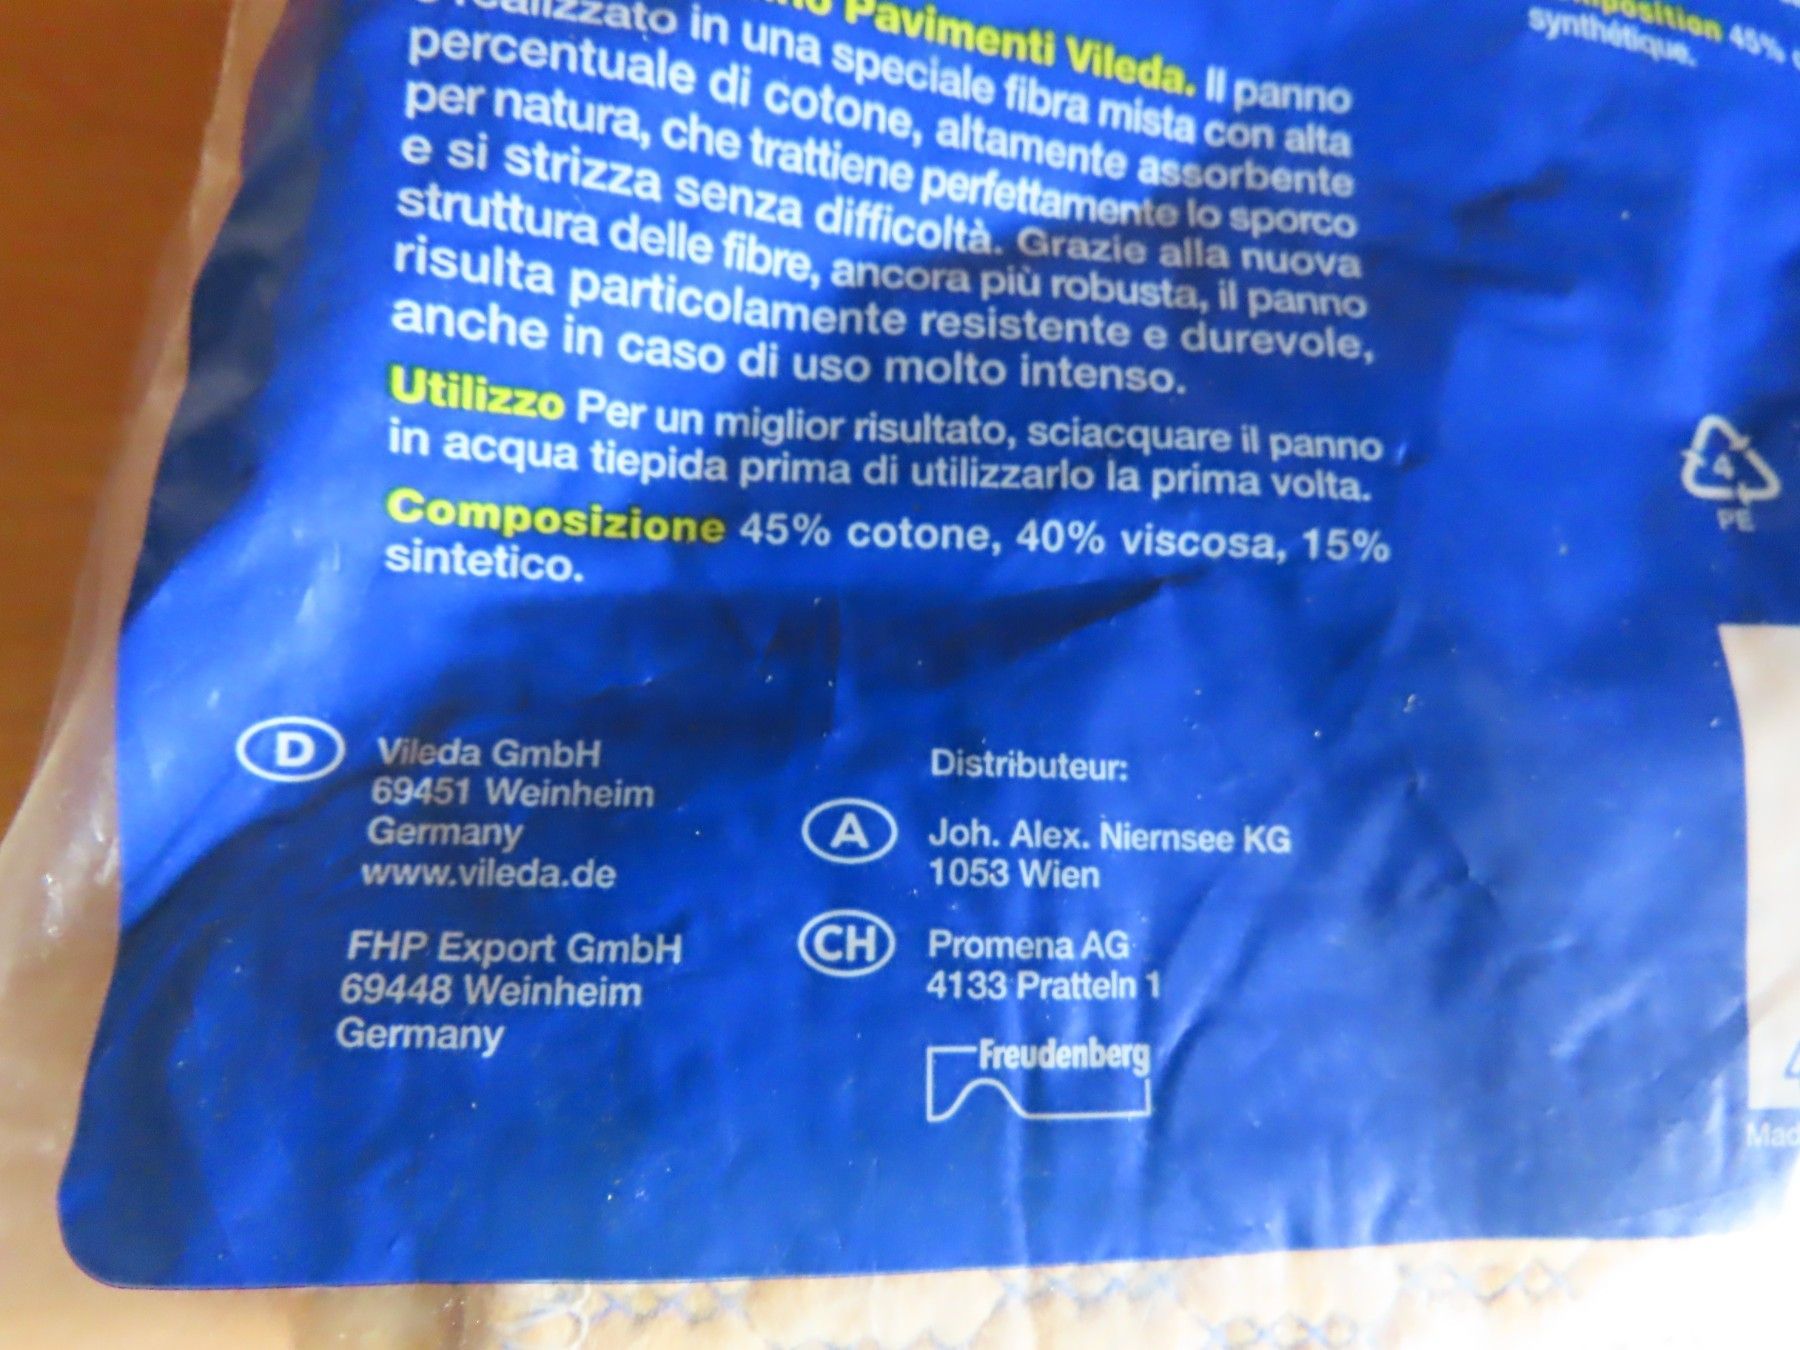 Pavimenti Vileda. Il panno
realizzato in una speciale fibra mista con alta
percentuale di cotone, altamente assorbente
per natura, che trattiene perfettamente lo sporco
e si strizza senza difficoltà. Grazie alla nuova
struttura delle fibre, ancora più robusta, il panno
risulta particolarmente resistente e durevole,
anche in caso di uso molto intenso.
Utilizzo Per un miglior risultato, sciacquare il panno
in acqua tiepida prima di utilizzarlo la prima volta.
Composizione 45% cotone, 40% viscosa, 15%
sintetico.
45%
synthétique.
4
PE
D
Vileda GmbH
69451 Weinheim
Germany
www.vileda.de
FHP Export GmbH
69448 Weinheim
Germany
Distributeur:
A
Joh. Alex. Niernsee KG
1053 Wien
CH
Promena AG
4133 Pratteln 1
Freudenberg